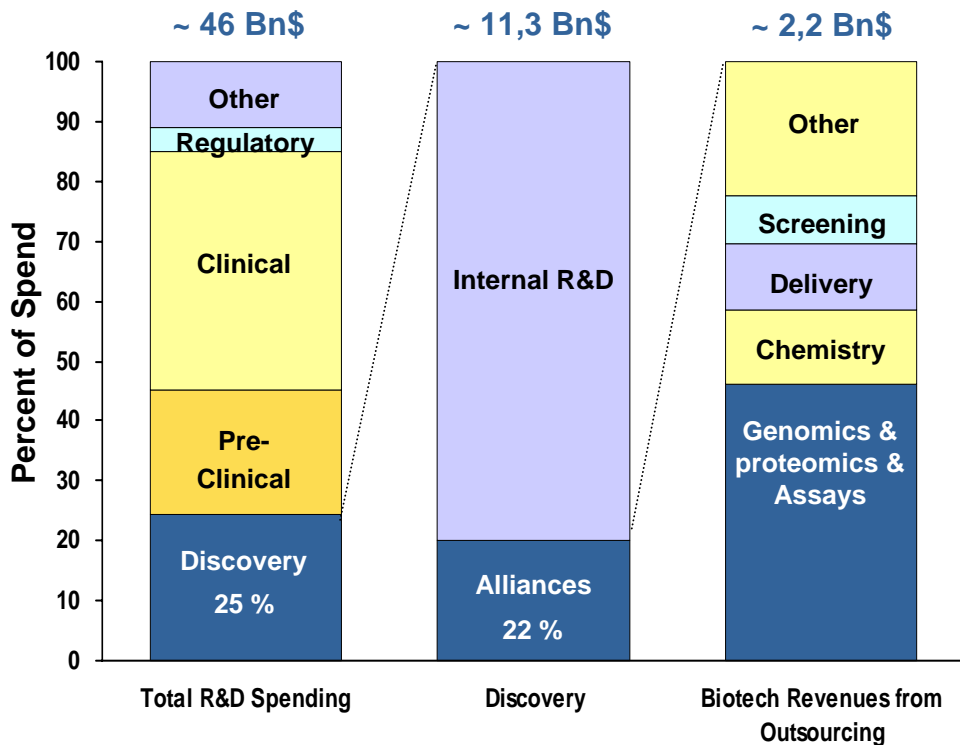 ~ 46 Bn$
~ 11,3 Bn$
~ 2,2 Bn$
Percent of Spend
100
90
80
70
60
50
40
30
20
10
0
Other
Regulatory
Clinical
Pre-
Clinical
Discovery
25 %
Internal R&D
Alliances
22 %
Other
Screening
Delivery
Chemistry
Genomics &
proteomics &
Assays
Total R&D Spending
Discovery
Biotech Revenues from
Outsourcing